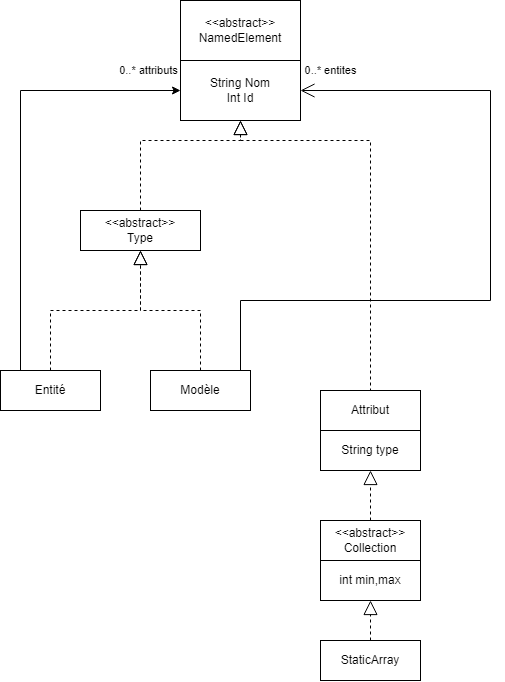 <<abstract>>
NamedElement
0..* attributs
0..* entites
String Nom
Int Id
<<abstract>>
Type
Entité
Modèle
Attribut
String type
<<abstract>>
Collection
int min,max
StaticArray